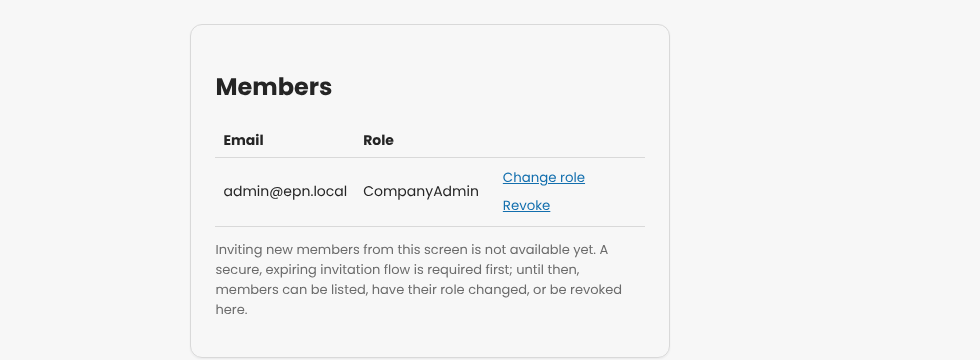 Members
Email Role
Change role
admin@epn.local CompanyAdmin
Revoke
Inviting new members from this screen is not available yet. A
secure, expiring invitation flow is required first; until then,
members can be listed, have their role changed, or be revoked
here.